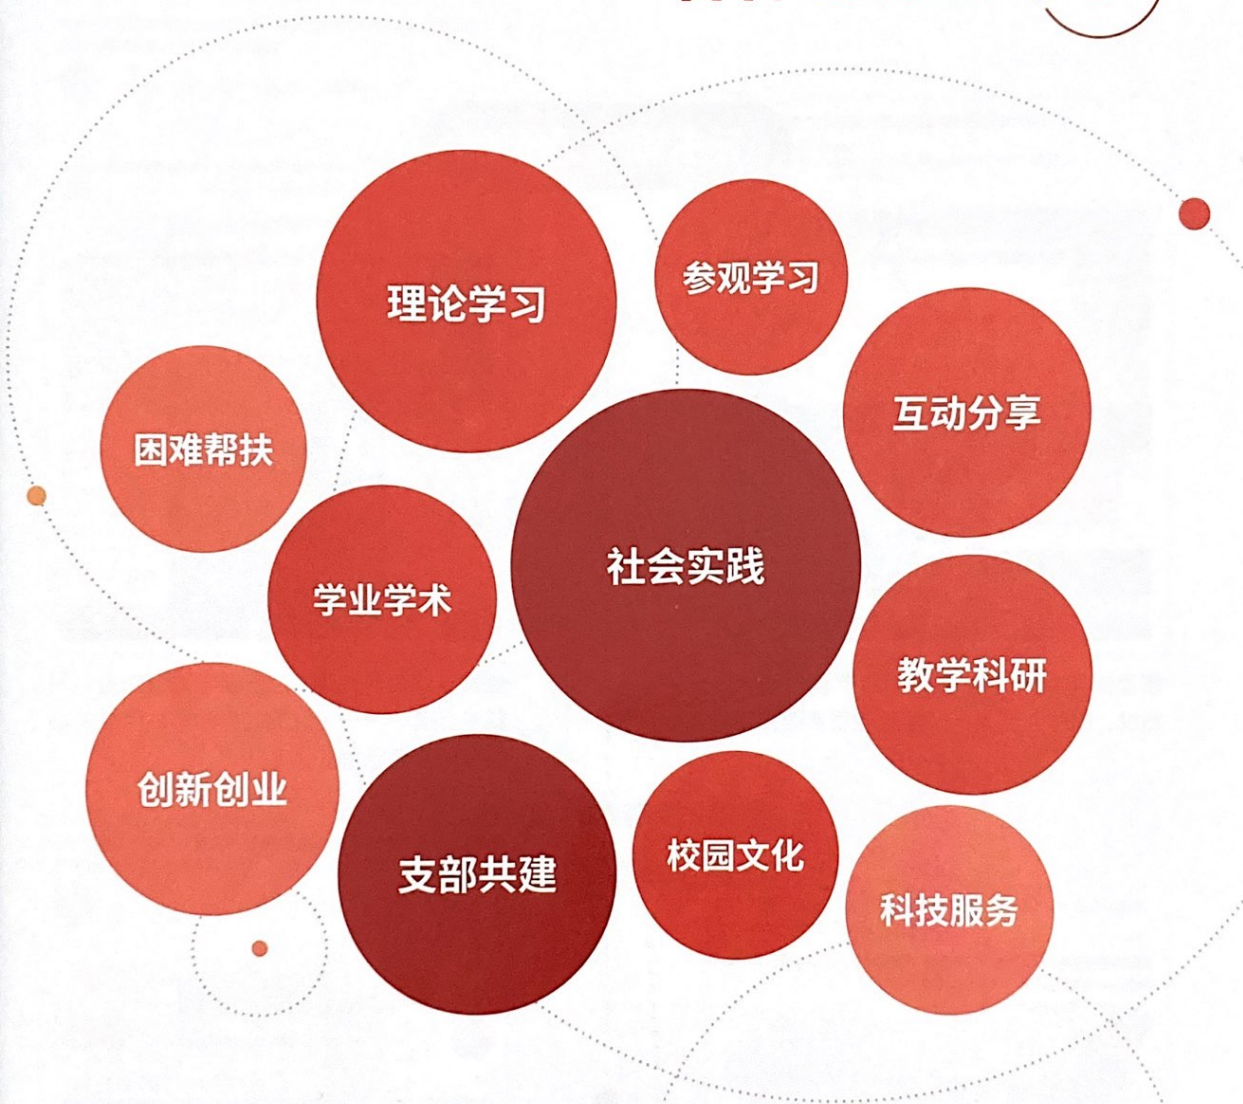 理论学习
参观学习
互动分享
困难帮扶
社会实践
学业学术
教学科研
创新创业
支部共建
校园文化
科技服务